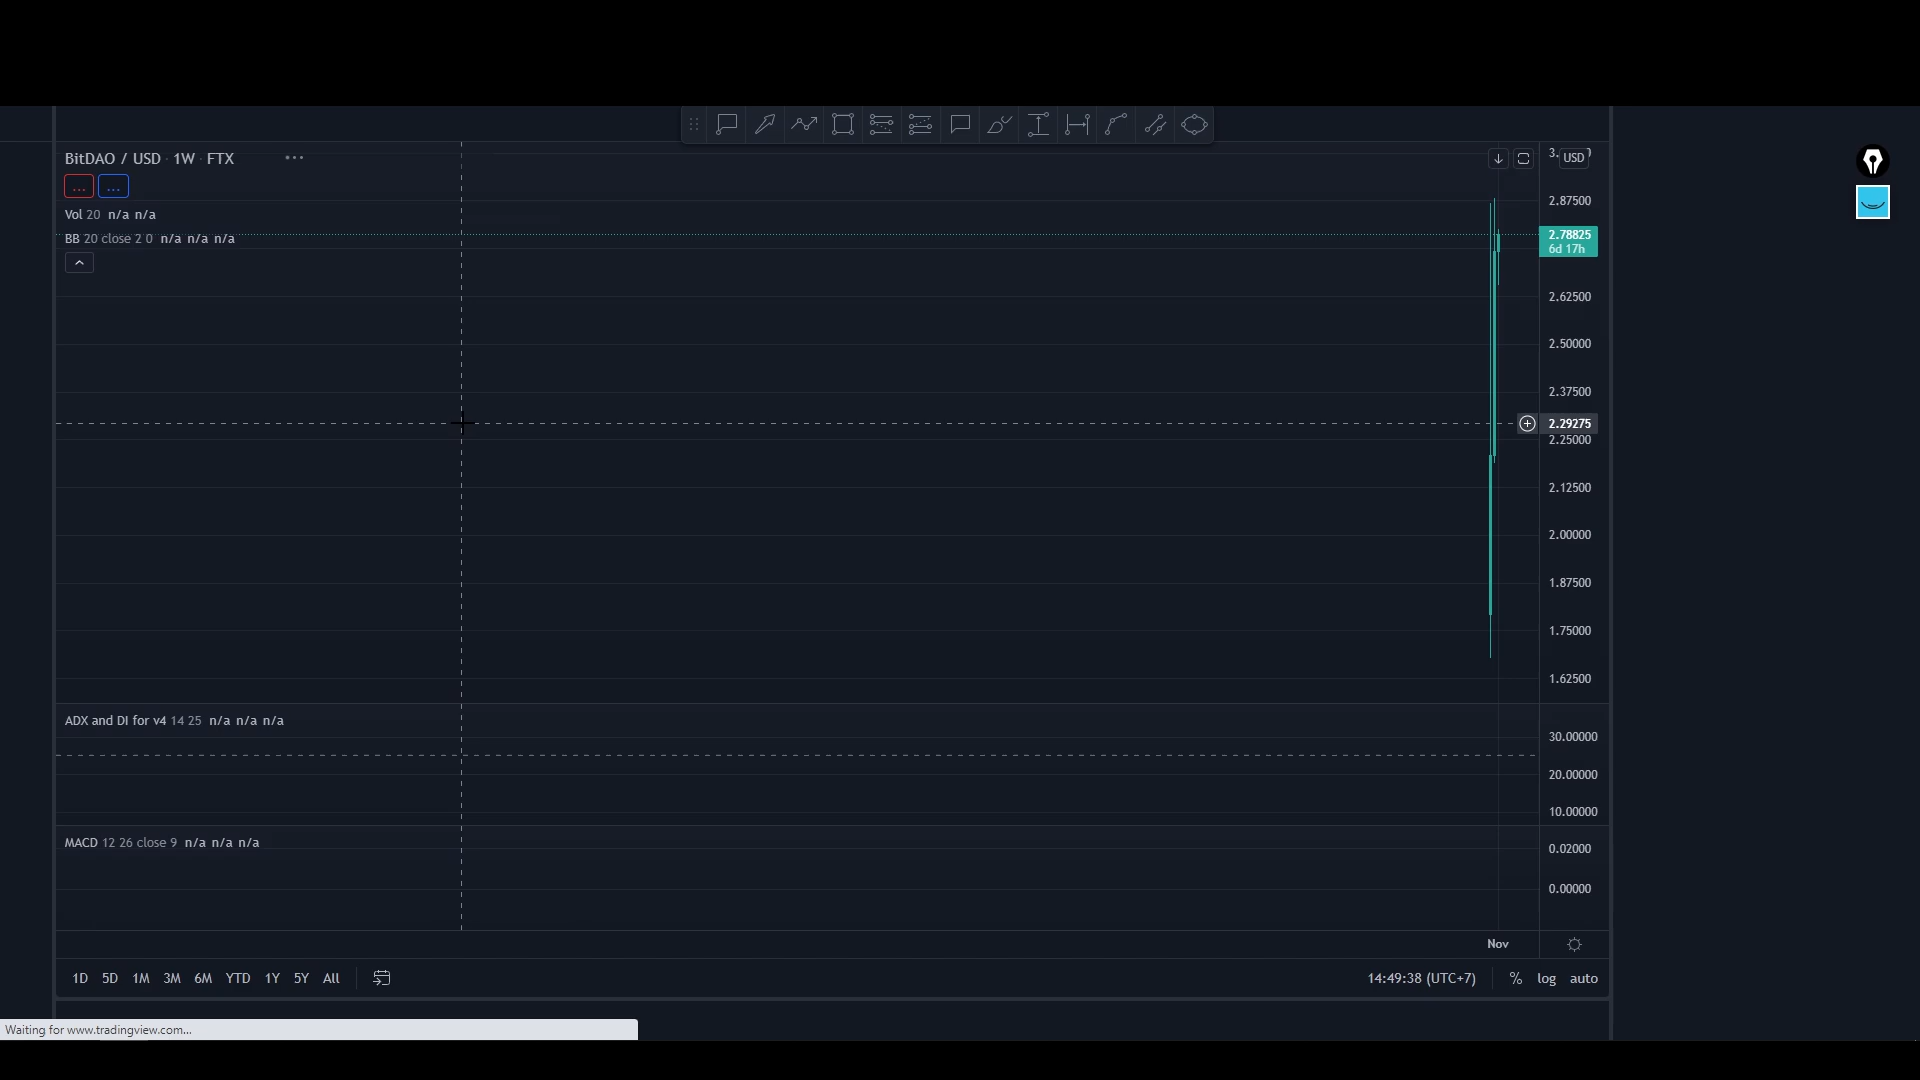 BitDAO / USD · 1W · FTX ...
... ...
Vol 20 n/a n/a
BB 20 close 2 0 n/a n/a n/a
USD
2.87500
2.78825
6d 17h
2.62500
2.50000
2.37500
2.29275
2.25000
2.12500
2.00000
1.87500
1.75000
1.62500
ADX and DI for v4 14 25 n/a n/a n/a
30.00000
20.00000
10.00000
MACD 12 26 close 9 n/a n/a n/a
0.02000
0.00000
Nov
1D 5D 1M 3M 6M YTD 1Y 5Y All
14:49:38 (UTC+7) % log auto
Waiting for www.tradingview.com...